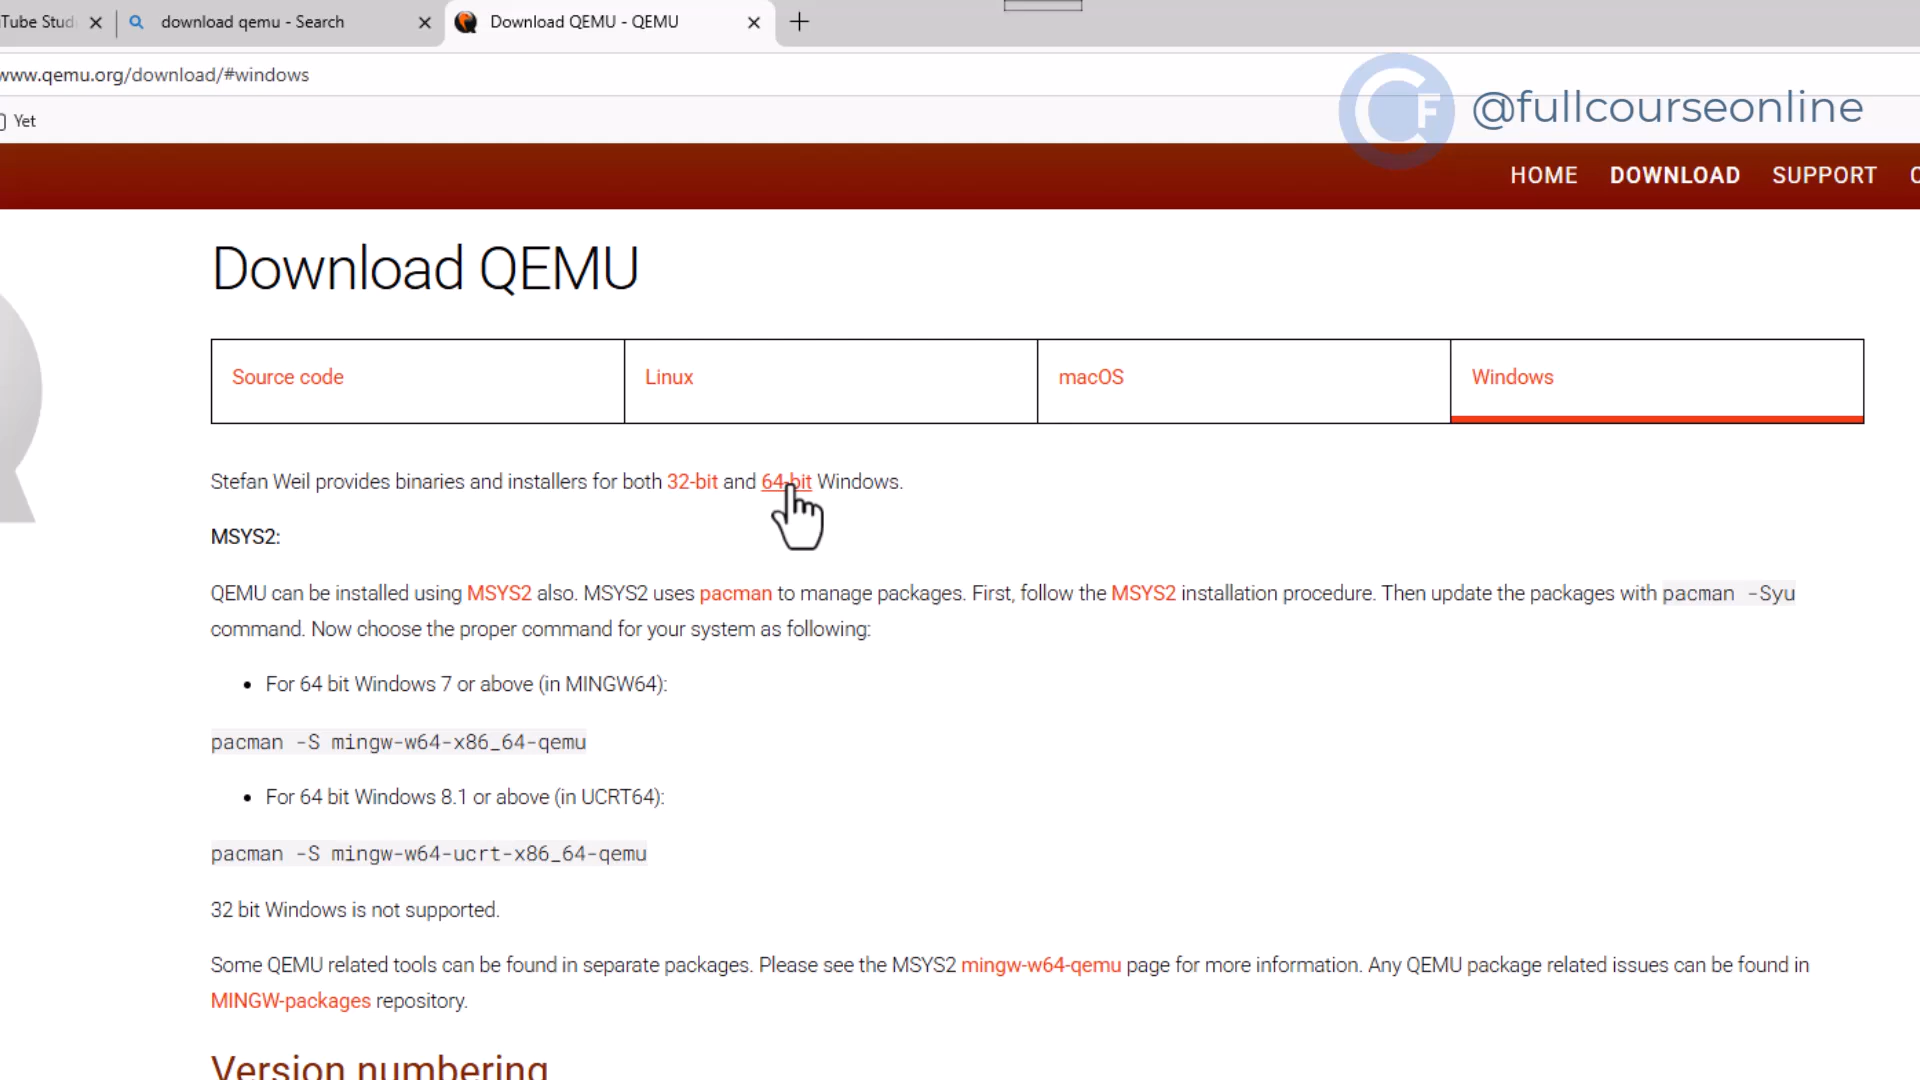 Tube Studi
download qemu - Search
Download QEMU - QEMU
www.qemu.org/download/#windows
Yet
CF @fullcourseonline
HOME DOWNLOAD SUPPORT
Download QEMU
Source code
Linux
macOS
Windows
Stefan Weil provides binaries and installers for both 32-bit and 64-bit Windows.
MSYS2:
QEMU can be installed using MSYS2 also. MSYS2 uses pacman to manage packages. First, follow the MSYS2 installation procedure. Then update the packages with pacman -Syu
command. Now choose the proper command for your system as following:
• For 64 bit Windows 7 or above (in MINGW64):
pacman -S mingw-w64-x86_64-qemu
• For 64 bit Windows 8.1 or above (in UCRT64):
pacman -S mingw-w64-ucrt-x86_64-qemu
32 bit Windows is not supported.
Some QEMU related tools can be found in separate packages. Please see the MSYS2 mingw-w64-qemu page for more information. Any QEMU package related issues can be found in
MINGW-packages repository.
Version numbering